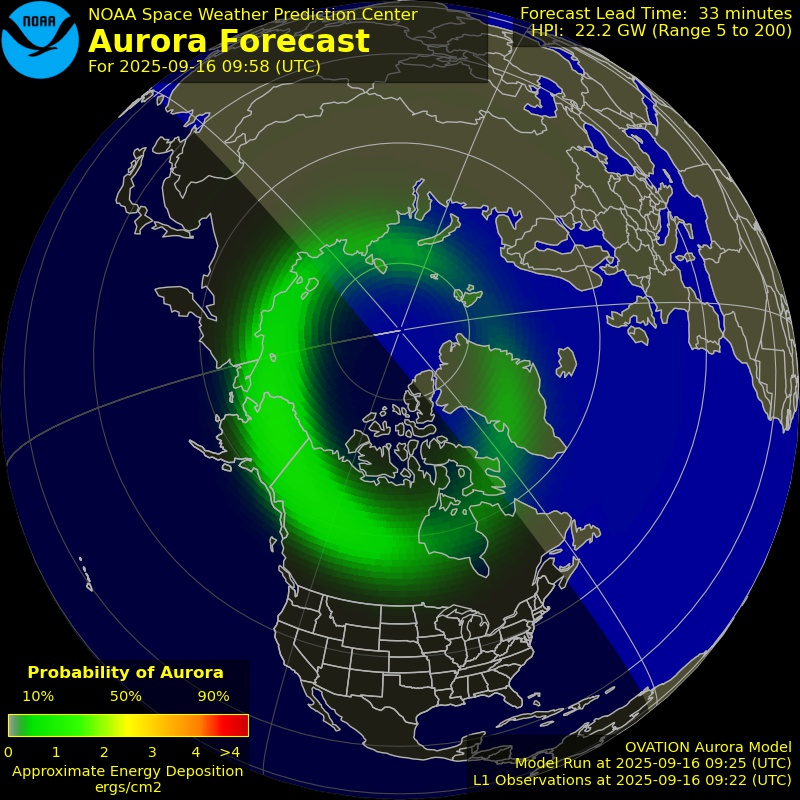 NOAA
NOAA Space Weather Prediction Center
Aurora Forecast
For 2025-09-16 09:58 (UTC)
Forecast Lead Time: 33 minutes
HPI: 22.2 GW (Range 5 to 200)
Probability of Aurora
10% 50% 90%
0 1 2 3 4 >4
Approximate Energy Deposition
ergs/cm2
OVATION Aurora Model
Model Run at 2025-09-16 09:25 (UTC)
L1 Observations at 2025-09-16 09:22 (UTC)